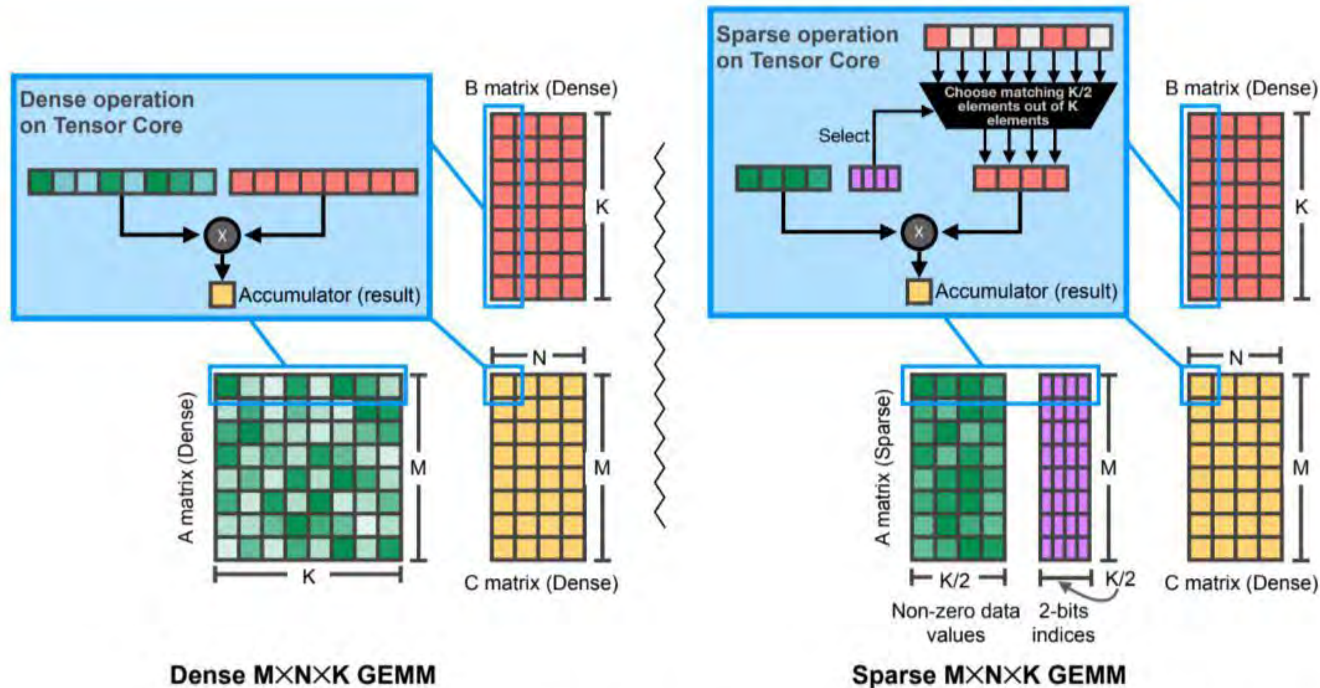 Dense operation
on Tensor Core
B matrix (Dense)
K
X
Accumulator (result)
N
A matrix (Dense)
M
M
K
C matrix (Dense)
Dense M×N×K GEMM
Sparse operation
on Tensor Core
Choose matching K/2
elements out of K
elements
Select
B matrix (Dense)
K
X
Accumulator (result)
N
A matrix (Sparse)
M
M
K/2
K/2
C matrix (Dense)
Non-zero data
values
2-bits
indices
Sparse M×N×K GEMM